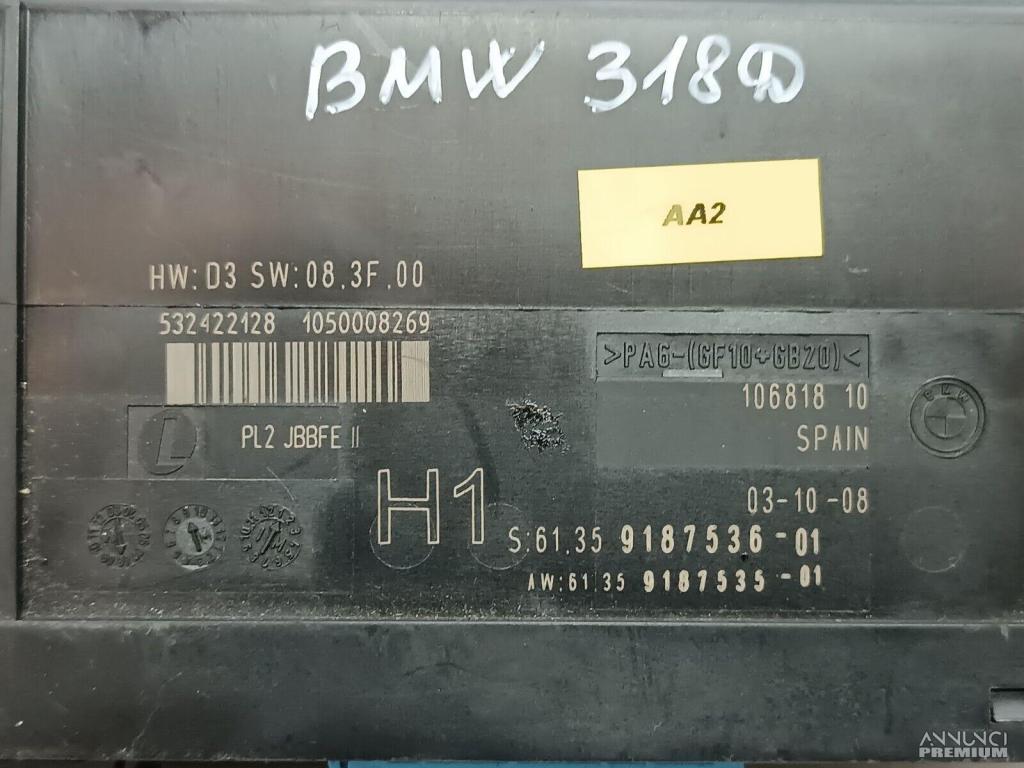 BMW 318D
AA2
HW: D3 SW: 08.3F.00
532422128 1050008269
>PA6-(GF10+GB20)<
106818 10
BMW
PL2 JBBFE II
SPAIN
H1
03-10-08
S:61.35 9187536-01
AW:61.35 9187535-01
ANNUNCI
PREMIUM